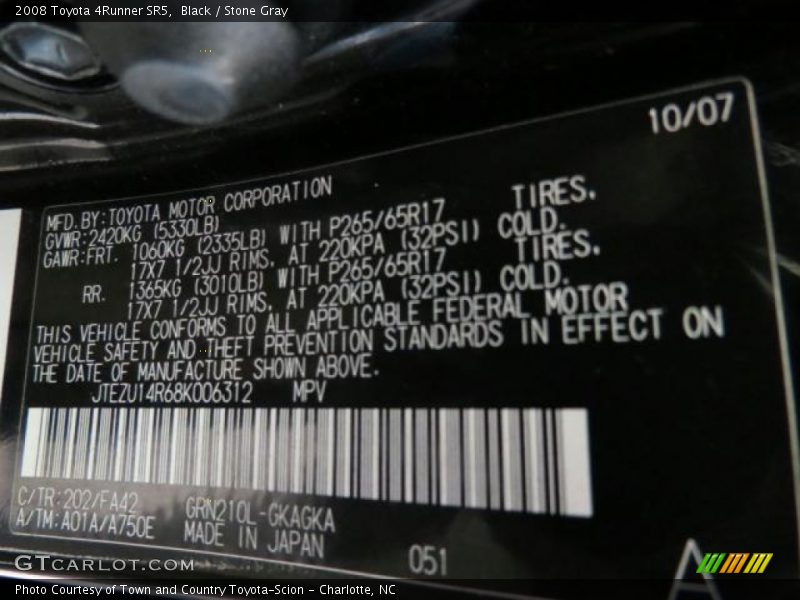 2008 Toyota 4Runner SR5,  Black / Stone Gray
10/07
MFD.BY:TOYOTA MOTOR CORPORATION
GVWR:2420KG (5330LB)
GAWR:FRT. 1060KG (2335LB) WITH P265/65R17 TIRES,
17X7 1/2JJ RIMS, AT 220KPA (32PSI) COLD.
RR. 1365KG (3010LB) WITH P265/65R17 TIRES,
17X7 1/2JJ RIMS, AT 220KPA (32PSI) COLD.
THIS VEHICLE CONFORMS TO ALL APPLICABLE FEDERAL MOTOR
VEHICLE SAFETY AND THEFT PREVENTION STANDARDS IN EFFECT ON
THE DATE OF MANUFACTURE SHOWN ABOVE.
JTEZU14R68K006312 MPV
C/TR:202/FA42 GRN210L-GKAGKA
A/TM:A01A/A750E MADE IN JAPAN
051
A
GTCARLOT.COM
Photo Courtesy of Town and Country Toyota-Scion - Charlotte, NC